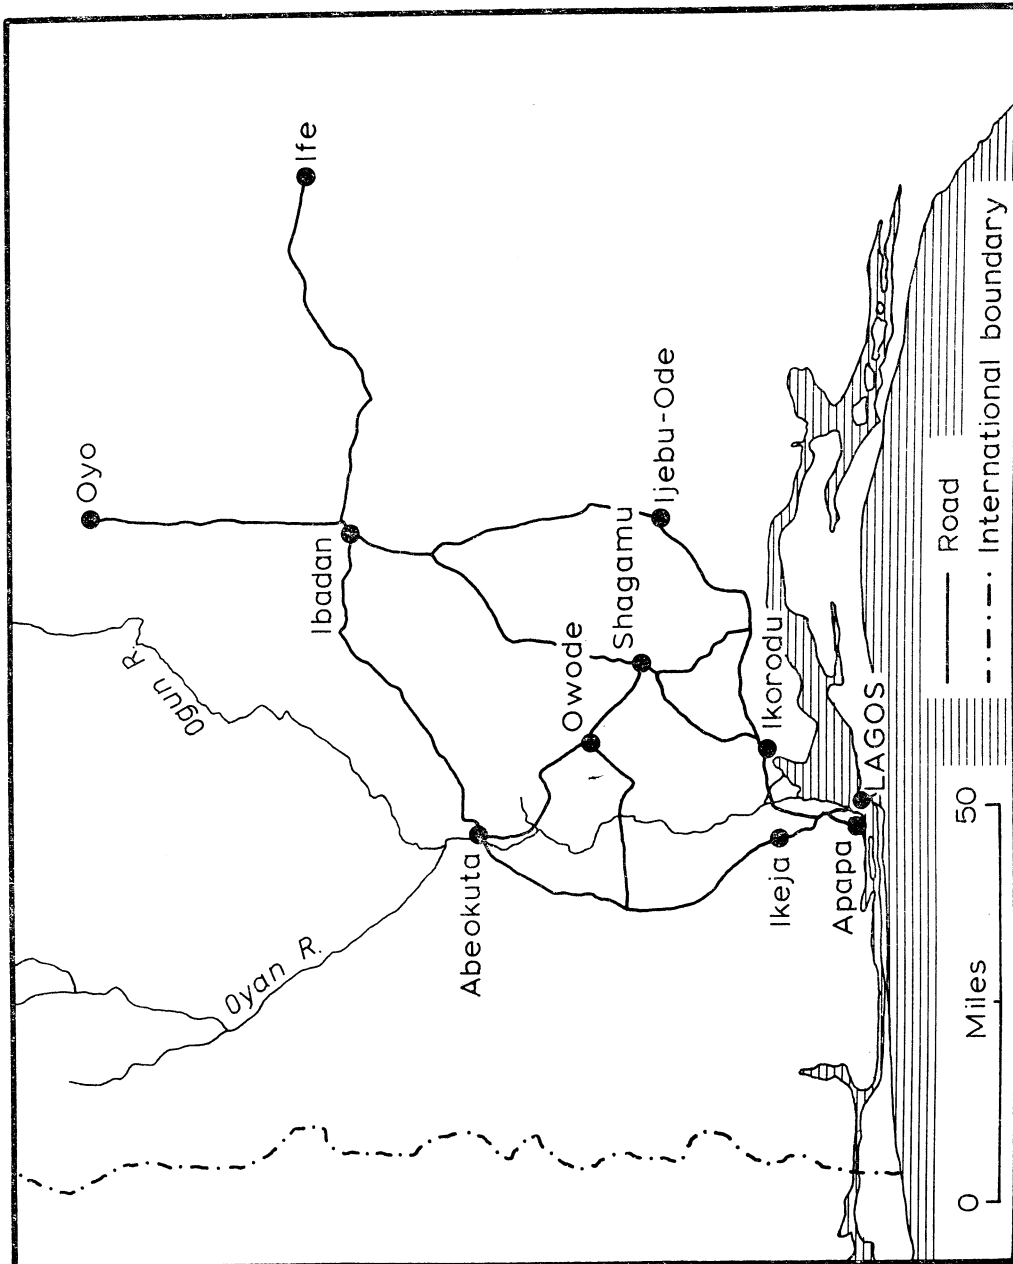 Oyo
Ife
Ogun R.
Ibadan
Oyan R.
Abeokuta
Owode
Shagamu
Ijebu-Ode
Ikeja
Ikorodu
Apapa
LAGOS
0
50
Miles
Road
International boundary